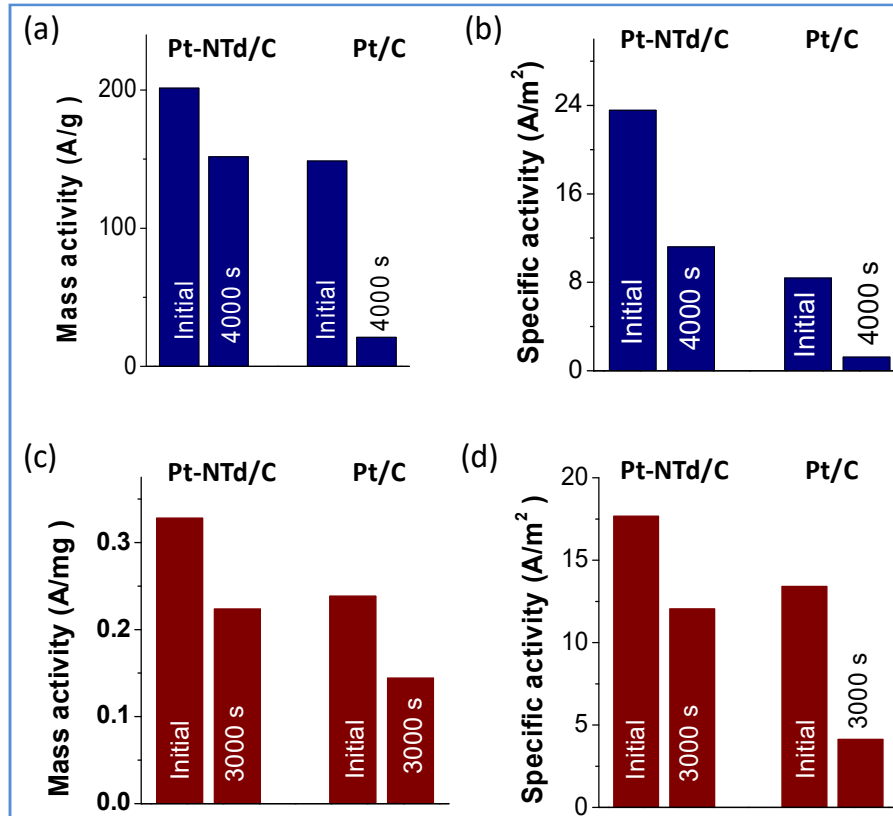 (a)
Pt-NTd/C Pt/C
Mass activity (A/g)
200
100
0
Initial
4000 s
Initial
4000 s
(b)
Pt-NTd/C Pt/C
Specific activity (A/m²)
24
16
8
0
Initial
4000 s
Initial
4000 s
(c)
Pt-NTd/C Pt/C
Mass activity (A/mg )
0.3
0.2
0.1
0.0
Initial
3000 s
Initial
3000 s
(d)
Pt-NTd/C Pt/C
Specific activity (A/m²)
20
15
10
5
0
Initial
3000 s
Initial
3000 s